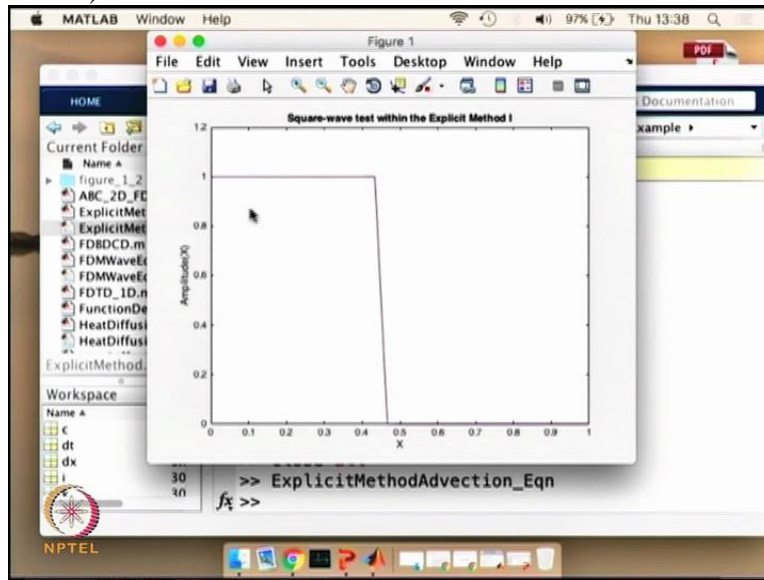 MATLAB Window Help 97% Thu 13:38
Figure 1
PDF
File Edit View Insert Tools Desktop Window Help
HOME
Documentation
Current Folder
xample
Name
figure_1_2
ABC_2D_FD
ExplicitMet
ExplicitMet
FDBDCD.m
FDMWaveEc
FDMWaveEc
FDTD_1D.n
FunctionDe
HeatDiffusi
HeatDiffusi
ExplicitMethod.
Workspace
Name
c
dt
dx
i 30
30
Square-wave test within the Explicit Method I
1.2
1
0.8
0.6
0.4
0.2
0
Amplitude(X)
0 0.1 0.2 0.3 0.4 0.5 0.6 0.7 0.8 0.9 1
X
>> ExplicitMethodAdvection_Eqn
fx >>
NPTEL